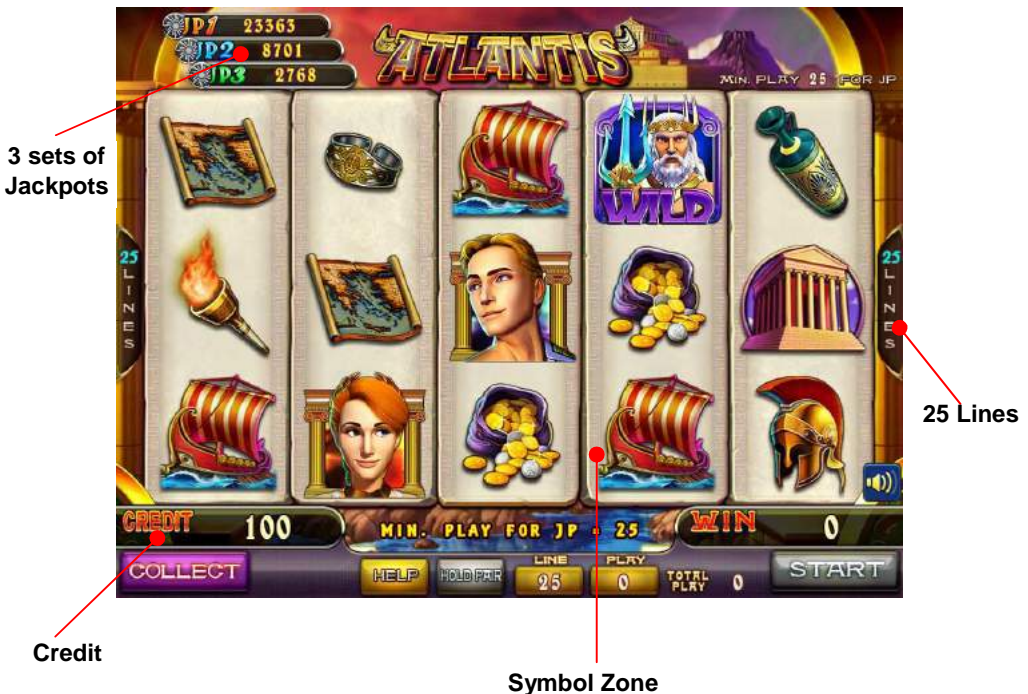 JP1 23363
JP2 8701
JP3 2768
ATLANTIS
MIN. PLAY 25 FOR JP
3 sets of
Jackpots
WILD
25
LINES
25
LINES
25 Lines
CREDIT 100
MIN. PLAY FOR JP = 25
WIN 0
COLLECT
HELP
HOLD PAIR
LINE
25
PLAY
0
TOTAL
PLAY 0
START
Credit
Symbol Zone